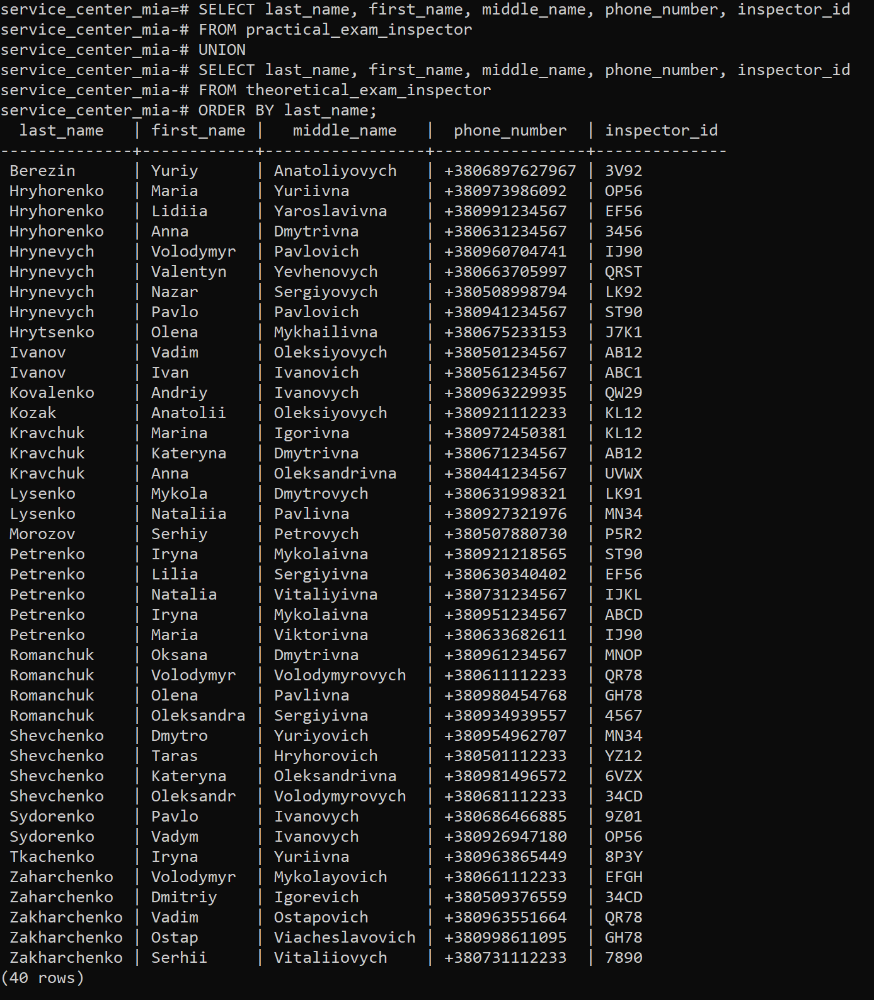 service_center_mia=# SELECT last_name, first_name, middle_name, phone_number, inspector_id
service_center_mia-# FROM practical_exam_inspector
service_center_mia-# UNION
service_center_mia-# SELECT last_name, first_name, middle_name, phone_number, inspector_id
service_center_mia-# FROM theoretical_exam_inspector
service_center_mia-# ORDER BY last_name;
  last_name   | first_name |   middle_name   |  phone_number  | inspector_id
--------------+------------+-----------------+----------------+--------------
 Berezin      | Yuriy      | Anatoliyovych   | +3806897627967 | 3V92
 Hryhorenko   | Maria      | Yuriivna        | +380973986092  | OP56
 Hryhorenko   | Lidiia     | Yaroslavivna    | +380991234567  | EF56
 Hryhorenko   | Anna       | Dmytrivna       | +380631234567  | 3456
 Hrynevych    | Volodymyr  | Pavlovich       | +380960704741  | IJ90
 Hrynevych    | Valentyn   | Yevhenovych     | +380663705997  | QRST
 Hrynevych    | Nazar      | Sergiyovych     | +380508998794  | LK92
 Hrynevych    | Pavlo      | Pavlovich       | +380941234567  | ST90
 Hrytsenko    | Olena      | Mykhailivna     | +380675233153  | J7K1
 Ivanov       | Vadim      | Oleksiyovych    | +380501234567  | AB12
 Ivanov       | Ivan       | Ivanovich       | +380561234567  | ABC1
 Kovalenko    | Andriy     | Ivanovych       | +380963229935  | QW29
 Kozak        | Anatolii   | Oleksiyovych    | +380921112233  | KL12
 Kravchuk     | Marina     | Igorivna        | +380972450381  | KL12
 Kravchuk     | Kateryna   | Dmytrivna       | +380671234567  | AB12
 Kravchuk     | Anna       | Oleksandrivna   | +380441234567  | UVWX
 Lysenko      | Mykola     | Dmytrovych      | +380631998321  | LK91
 Lysenko      | Nataliia   | Pavlivna        | +380927321976  | MN34
 Morozov      | Serhiy     | Petrovych       | +380507880730  | P5R2
 Petrenko     | Iryna      | Mykolaivna      | +380921218565  | ST90
 Petrenko     | Lilia      | Sergiyivna      | +380630340402  | EF56
 Petrenko     | Natalia    | Vitaliyivna     | +380731234567  | IJKL
 Petrenko     | Iryna      | Mykolaivna      | +380951234567  | ABCD
 Petrenko     | Maria      | Viktorivna      | +380633682611  | IJ90
 Romanchuk    | Oksana     | Dmytrivna       | +380961234567  | MNOP
 Romanchuk    | Volodymyr  | Volodymyrovych  | +380611112233  | QR78
 Romanchuk    | Olena      | Pavlivna        | +380980454768  | GH78
 Romanchuk    | Oleksandra | Sergiyivna      | +380934939557  | 4567
 Shevchenko   | Dmytro     | Yuriyovich      | +380954962707  | MN34
 Shevchenko   | Taras      | Hryhorovich     | +380501112233  | YZ12
 Shevchenko   | Kateryna   | Oleksandrivna   | +380981496572  | 6VZX
 Shevchenko   | Oleksandr  | Volodymyrovych  | +380681112233  | 34CD
 Sydorenko    | Pavlo      | Ivanovych       | +380686466885  | 9Z01
 Sydorenko    | Vadym      | Ivanovych       | +380926947180  | OP56
 Tkachenko    | Iryna      | Yuriivna        | +380963865449  | 8P3Y
 Zaharchenko  | Volodymyr  | Mykolayovich    | +380661112233  | EFGH
 Zaharchenko  | Dmitriy    | Igorevich       | +380509376559  | 34CD
 Zakharchenko | Vadim      | Ostapovich      | +380963551664  | QR78
 Zakharchenko | Ostap      | Viacheslavovich | +380998611095  | GH78
 Zakharchenko | Serhii     | Vitaliiovych    | +380731112233  | 7890
(40 rows)